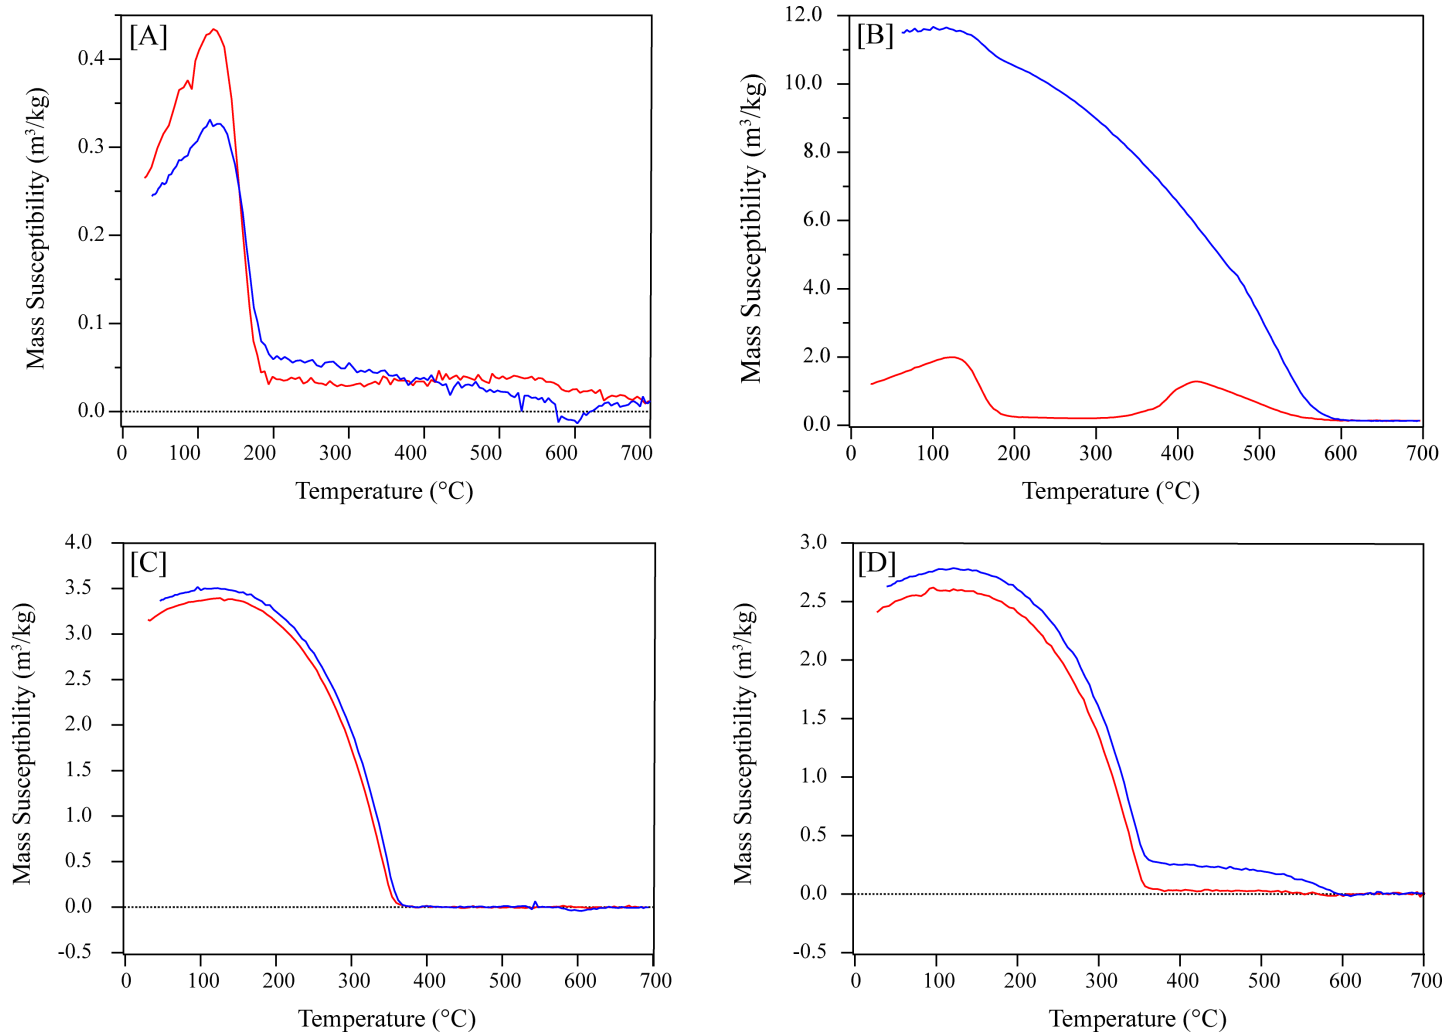 [A]
Mass Susceptibility (m³/kg)
0.4
0.3
0.2
0.1
0.0
0 100 200 300 400 500 600 700
Temperature (°C)
[B]
Mass Susceptibility (m³/kg)
12.0
10.0
8.0
6.0
4.0
2.0
0.0
0 100 200 300 400 500 600 700
Temperature (°C)
[C]
Mass Susceptibility (m³/kg)
4.0
3.5
3.0
2.5
2.0
1.5
1.0
0.5
0.0
-0.5
0 100 200 300 400 500 600 700
Temperature (°C)
[D]
Mass Susceptibility (m³/kg)
3.0
2.5
2.0
1.5
1.0
0.5
0.0
-0.5
0 100 200 300 400 500 600 700
Temperature (°C)